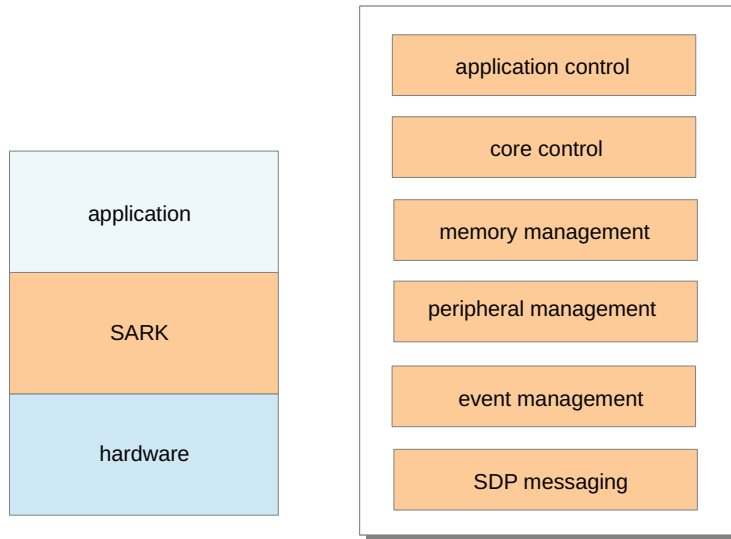 application
SARK
hardware
application control
core control
memory management
peripheral management
event management
SDP messaging